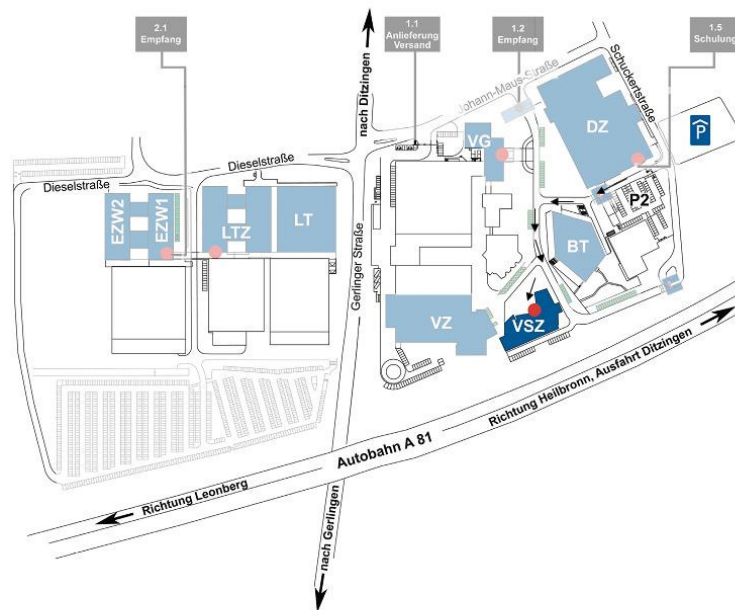 2.1
Empfang
1.1
Anlieferung
Versand
1.2
Empfang
1.5
Schulung
nach Ditzingen
Johann-Maus-Straße
Schuckertstraße
DZ
P
VG
Dieselstraße
Dieselstraße
EZW2
EZW1
LTZ
LT
Gerlinger Straße
P2
BT
VZ
VSZ
Richtung Heilbronn, Ausfahrt Ditzingen
Autobahn A 81
Richtung Leonberg
nach Gerlingen